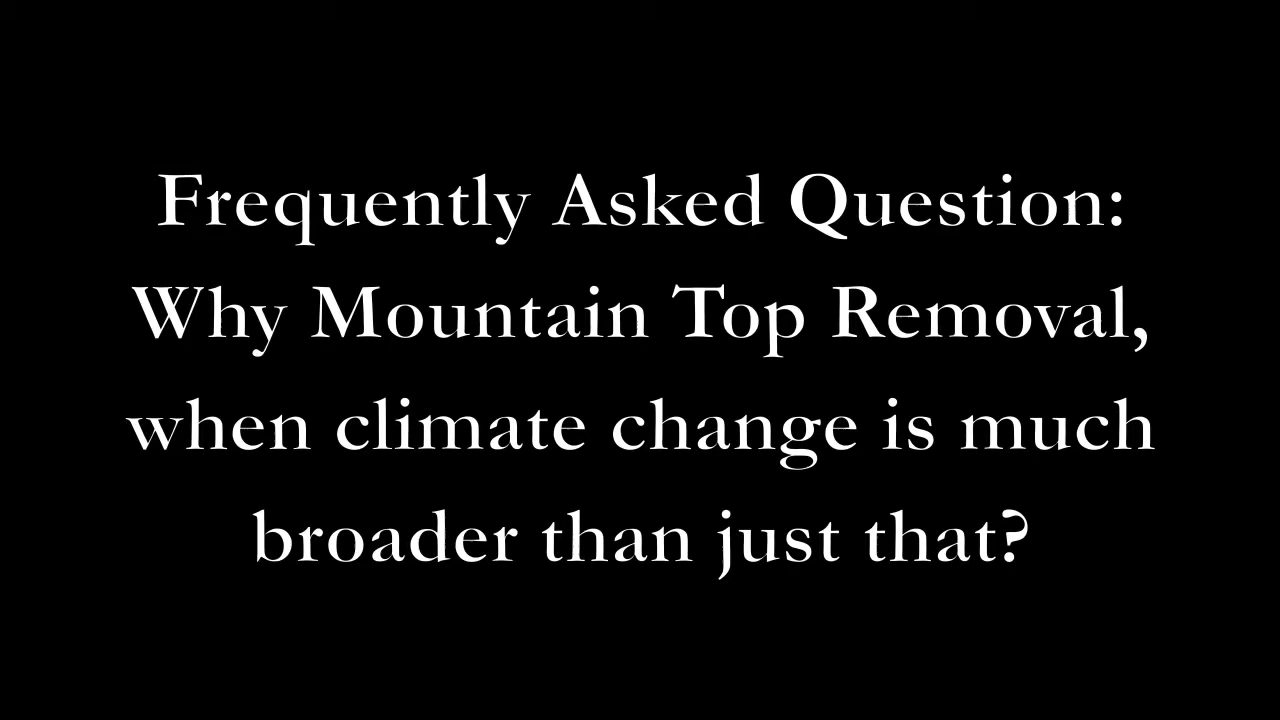 Frequently Asked Question:
Why Mountain Top Removal,
when climate change is much
broader than just that?